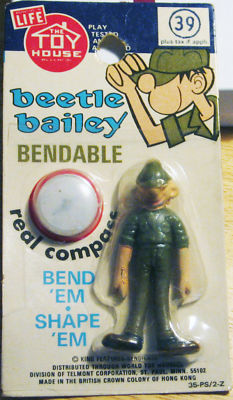 LIFE
THE
TOY
HOUSE
PLAY
TESTED
39
plus tax if appl.
beetle
bailey
BENDABLE
real compass
BEND
'EM
•
SHAPE
'EM
© KING FEATURES SYNDICATE
DISTRIBUTED THROUGH WORLD TOY HOUSE
DIVISION OF TELMONT CORPORATION, ST. PAUL, MINN. 55102
MADE IN THE BRITISH CROWN COLONY OF HONG KONG
35-PS/2-Z